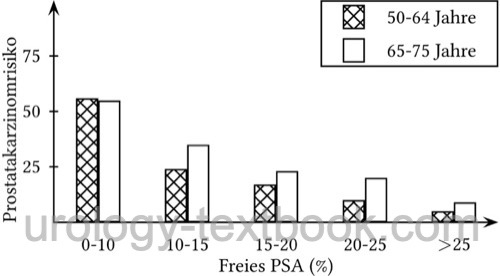 50-64 Jahre
65-75 Jahre
Prostatakarzinomrisiko
75
50
25
0-10 10-15 15-20 20-25 >25
Freies PSA (%)
urology-textbook.com